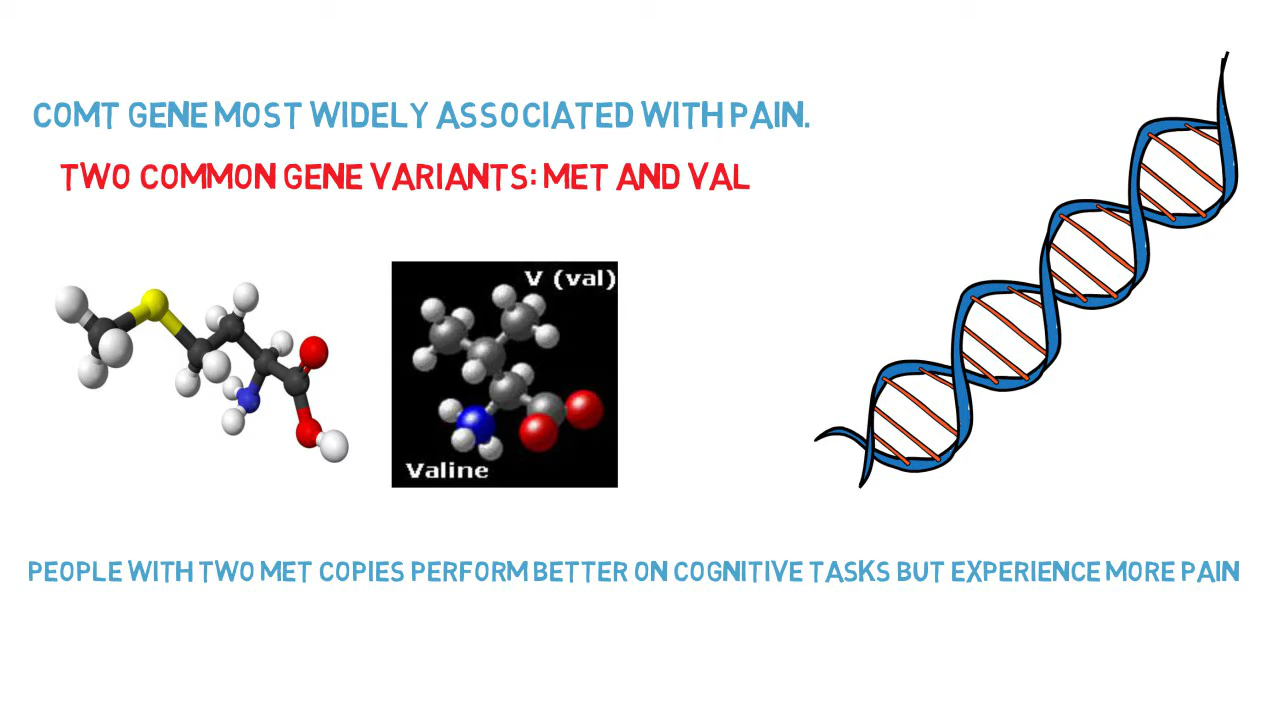 COMT GENE MOST WIDELY ASSOCIATED WITH PAIN.
TWO COMMON GENE VARIANTS: MET AND VAL
V (val)
Valine
PEOPLE WITH TWO MET COPIES PERFORM BETTER ON COGNITIVE TASKS BUT EXPERIENCE MORE PAIN